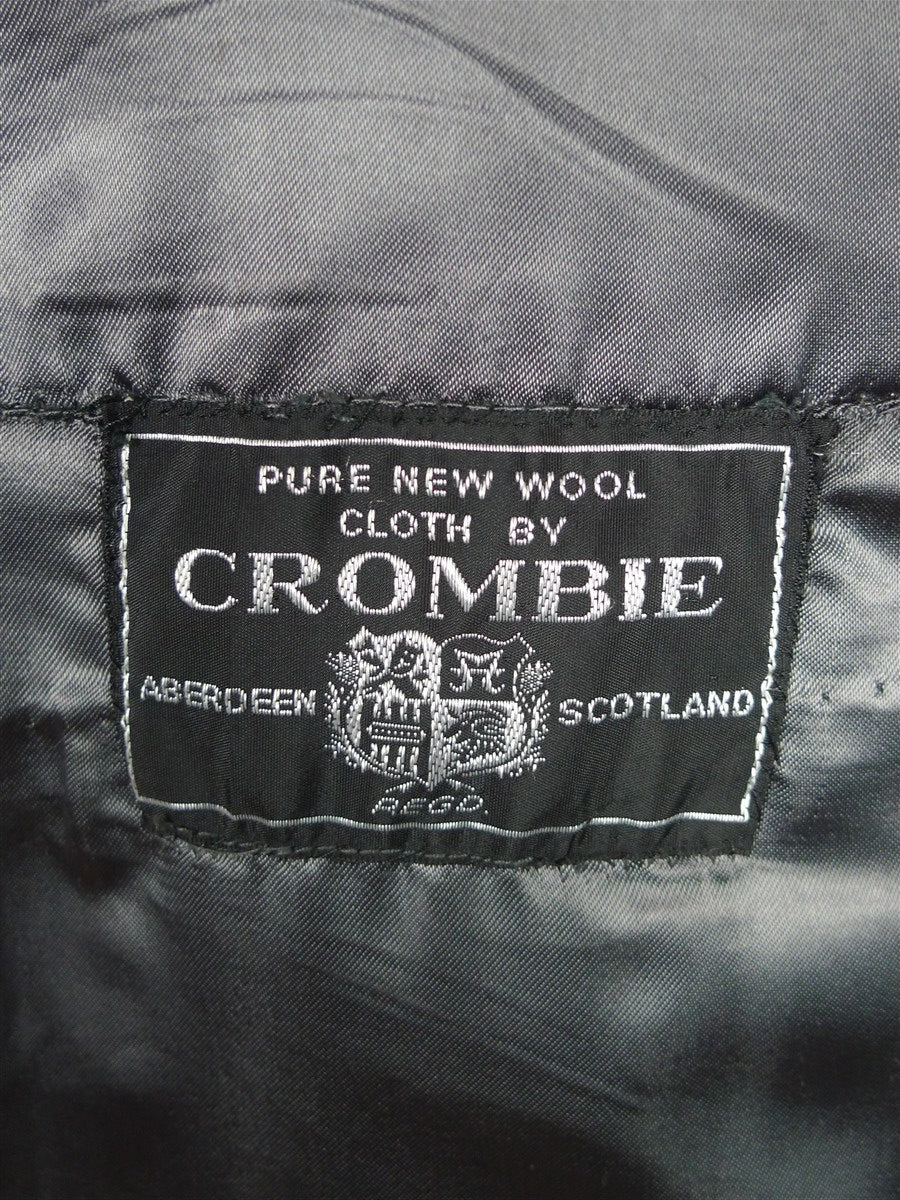 PURE NEW WOOL
CLOTH BY
CROMBIE
ABERDEEN SCOTLAND
REGD.